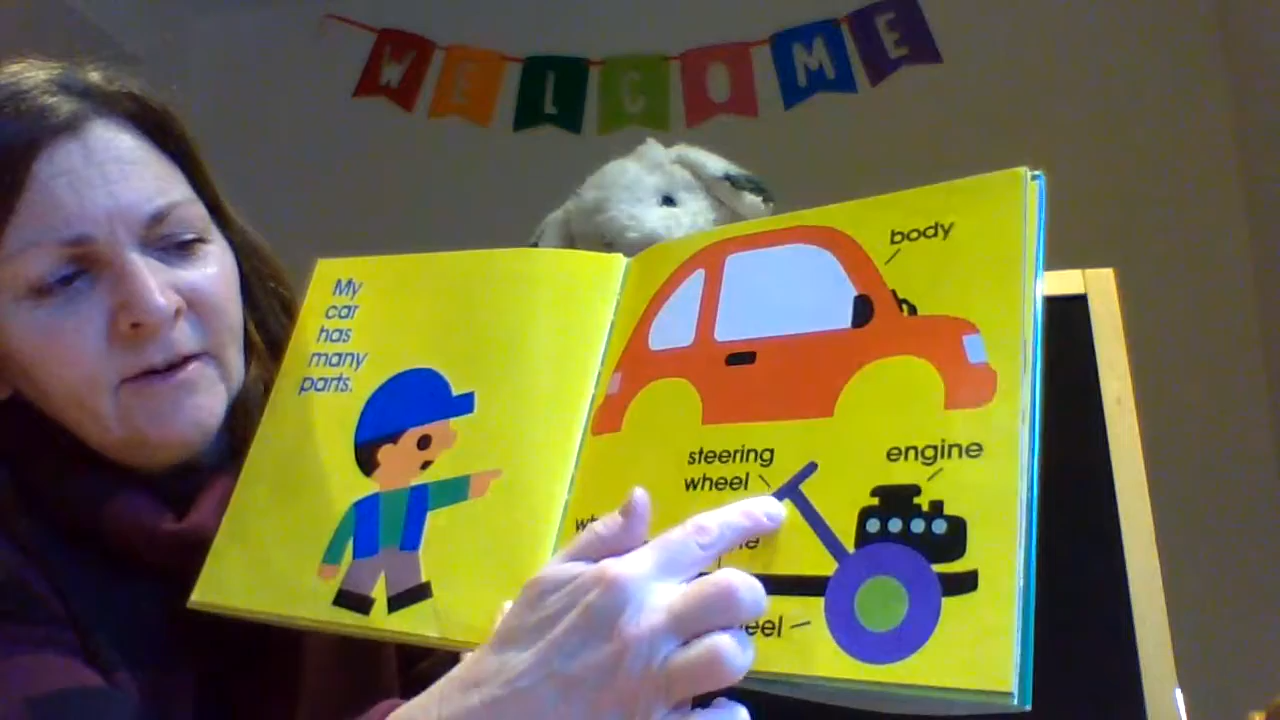 WELCOME
My
car
has
many
parts.
body
steering
wheel
engine